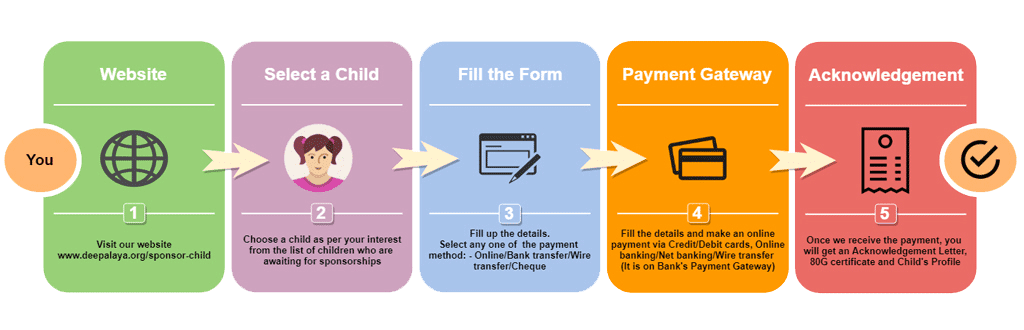 You
Website
1
Visit our website
www.deepalaya.org/sponsor-child
Select a Child
2
Choose a child as per your interest
from the list of children who are
awaiting for sponsorships
Fill the Form
3
Fill up the details.
Select any one of the payment
method: - Online/Bank transfer/Wire
transfer/Cheque
Payment Gateway
4
Fill the details and make an online
payment via Credit/Debit cards, Online
banking/Net banking/Wire transfer
(It is on Bank's Payment Gateway)
Acknowledgement
5
Once we receive the payment, you
will get an Acknowledgement Letter,
80G certificate and Child's Profile